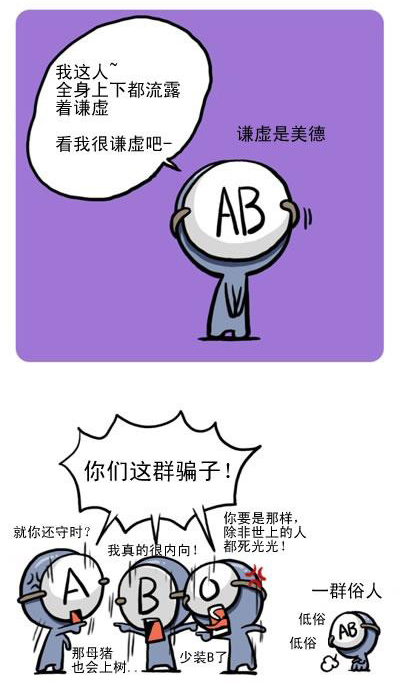 我这人~
全身上下都流露
着谦虚
看我很谦虚吧~
谦虚是美德
AB
你们这群骗子！
就你还守时？
我真的很内向！
你要是那样，
除非世上的人
都死光光！
A
B
O
那母猪
也会上树..
少装B了
一群俗人
低俗
低俗
AB